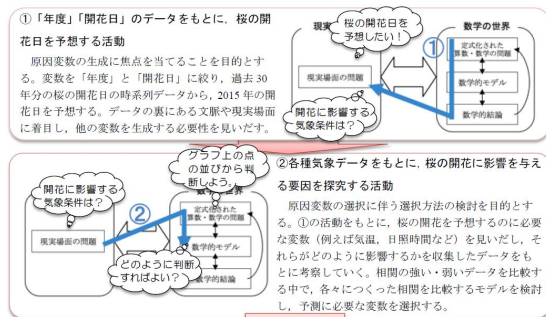 ①「年度」「開花日」のデータをもとに，桜の開
花日を予想する活動
原因変数の生成に焦点を当てることを目的とす
る。変数を「年度」と「開花日」に絞り，過去 30
年分の桜の開花日の時系列データから，2015 年の開
花日を予想する。データの裏にある文脈や現実場面
に着目し，他の変数を生成する必要性を見いだす。
桜の開花日を
予想したい！
数学の世界
①
定式化された
算数・数学の問題
現実場面の問題
数学的モデル
数学的結論
開花に影響する
気象条件は？
グラフ上の点
の並びから判
断しよう。
開花に影響する
気象条件は？
②
定式化された
算数・数学の問題
現実場面の問題
数学的モデル
どのように判断
すればよい？
数学的結論
②各種気象データをもとに，桜の開花に影響を与え
る要因を探究する活動
原因変数の選択に伴う選択方法の検討を目的とす
る。①の活動をもとに，桜の開花を予想するのに必要
な変数（例えば気温，日照時間など）を見いだし，そ
れらがどのように影響するかを収集したデータをも
とに考察していく。相関の強い・弱いデータを比較す
る中で，各々につくった相関を比較するモデルを検討
し，予測に必要な変数を選択する。